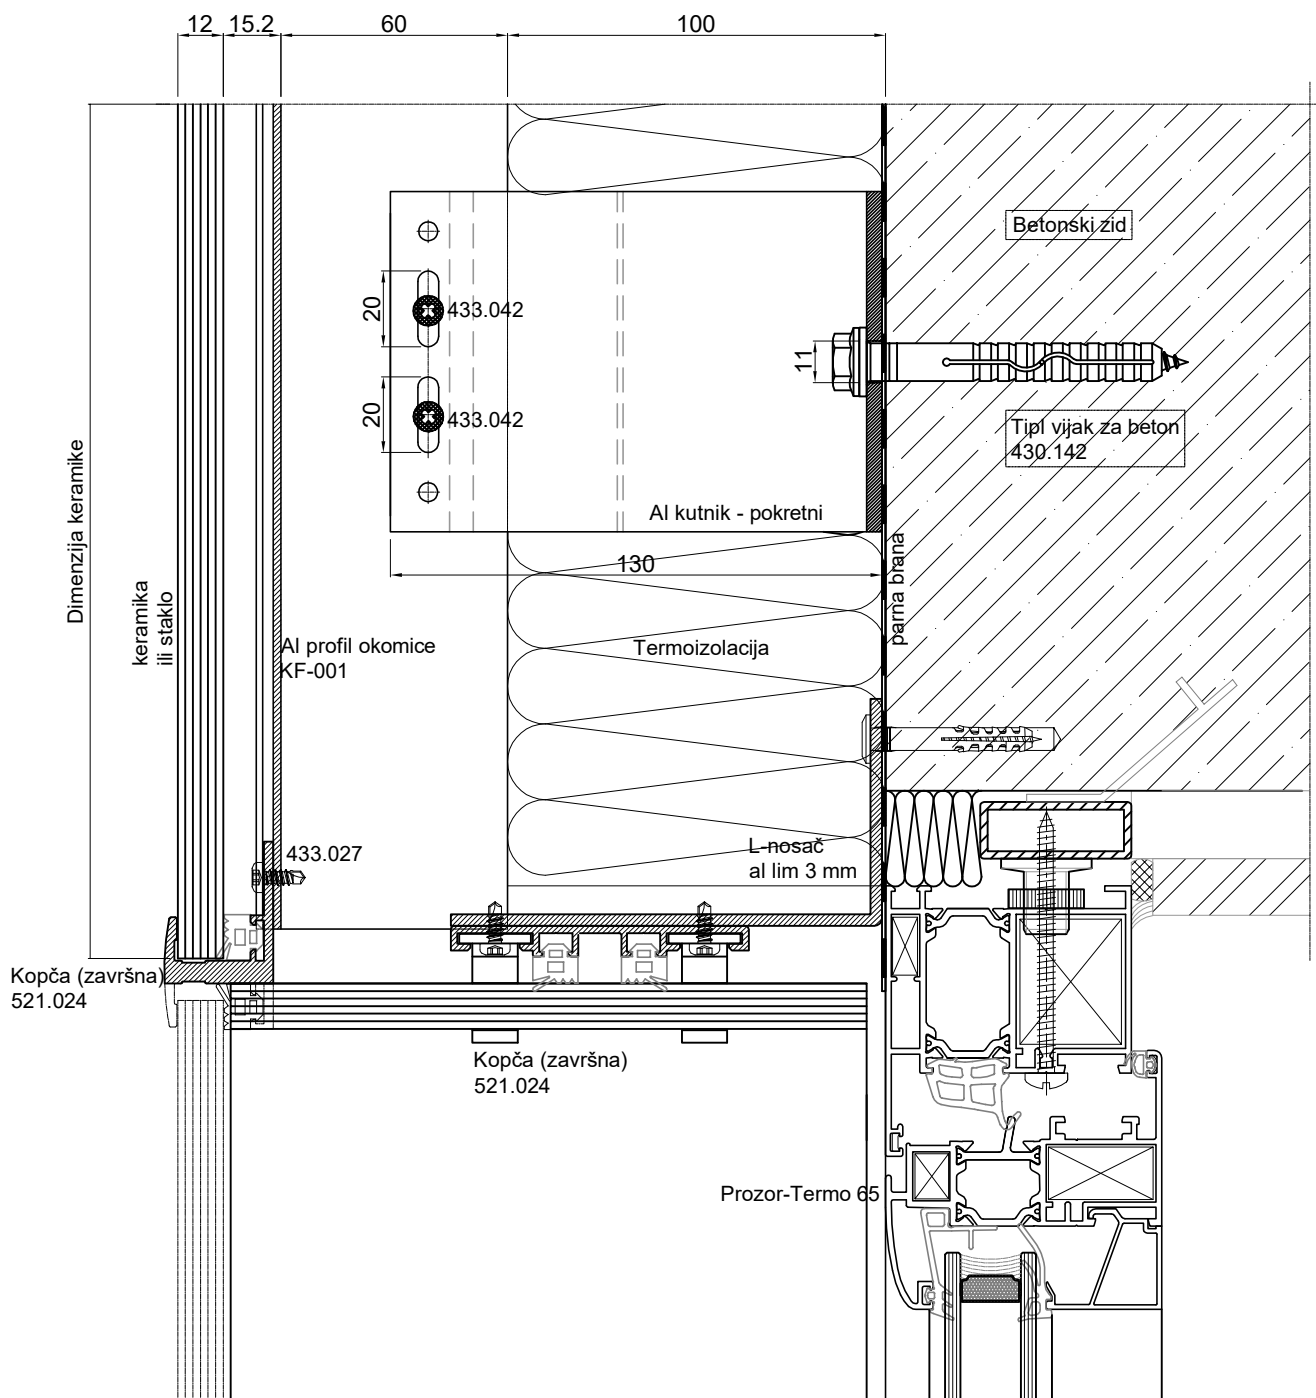 12
15.2
60
100
Betonski zid
20
433.042
11
20
433.042
Tipl vijak za beton
430.142
Al kutnik - pokretni
130
Dimenzija keramike
keramika
ili staklo
parna brana
Al profil okomice
KF-001
Termoizolacija
433.027
L-nosač
al lim 3 mm
Kopča (završna)
521.024
Kopča (završna)
521.024
Prozor-Termo 65